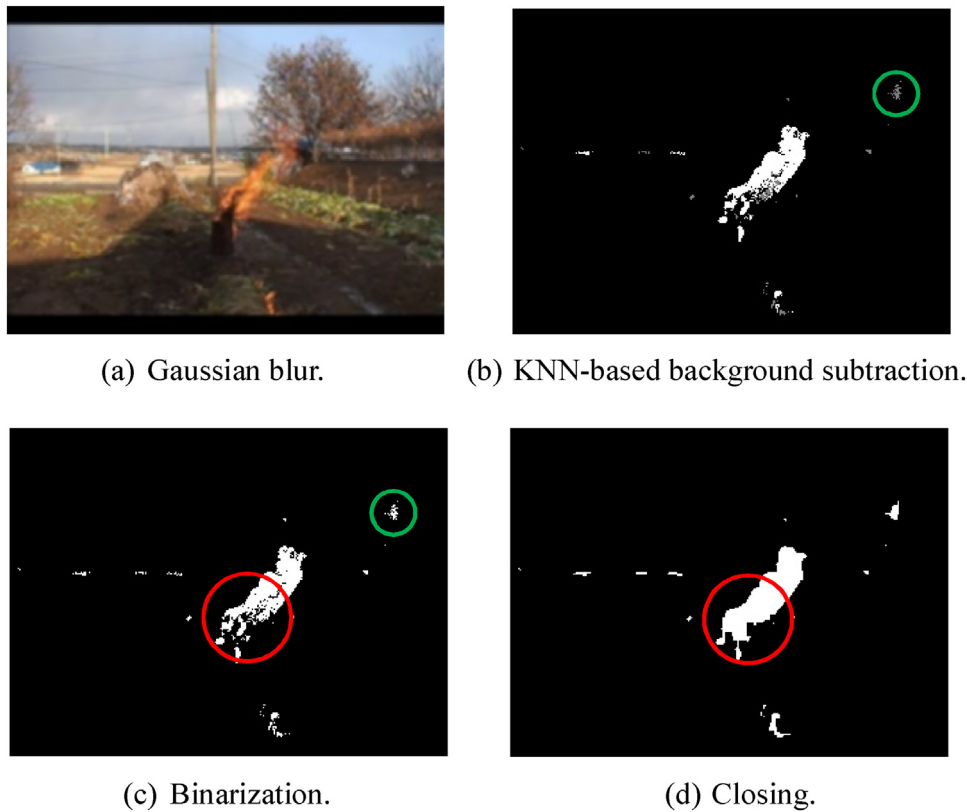 (a) Gaussian blur.
(b) KNN-based background subtraction.
(c) Binarization.
(d) Closing.